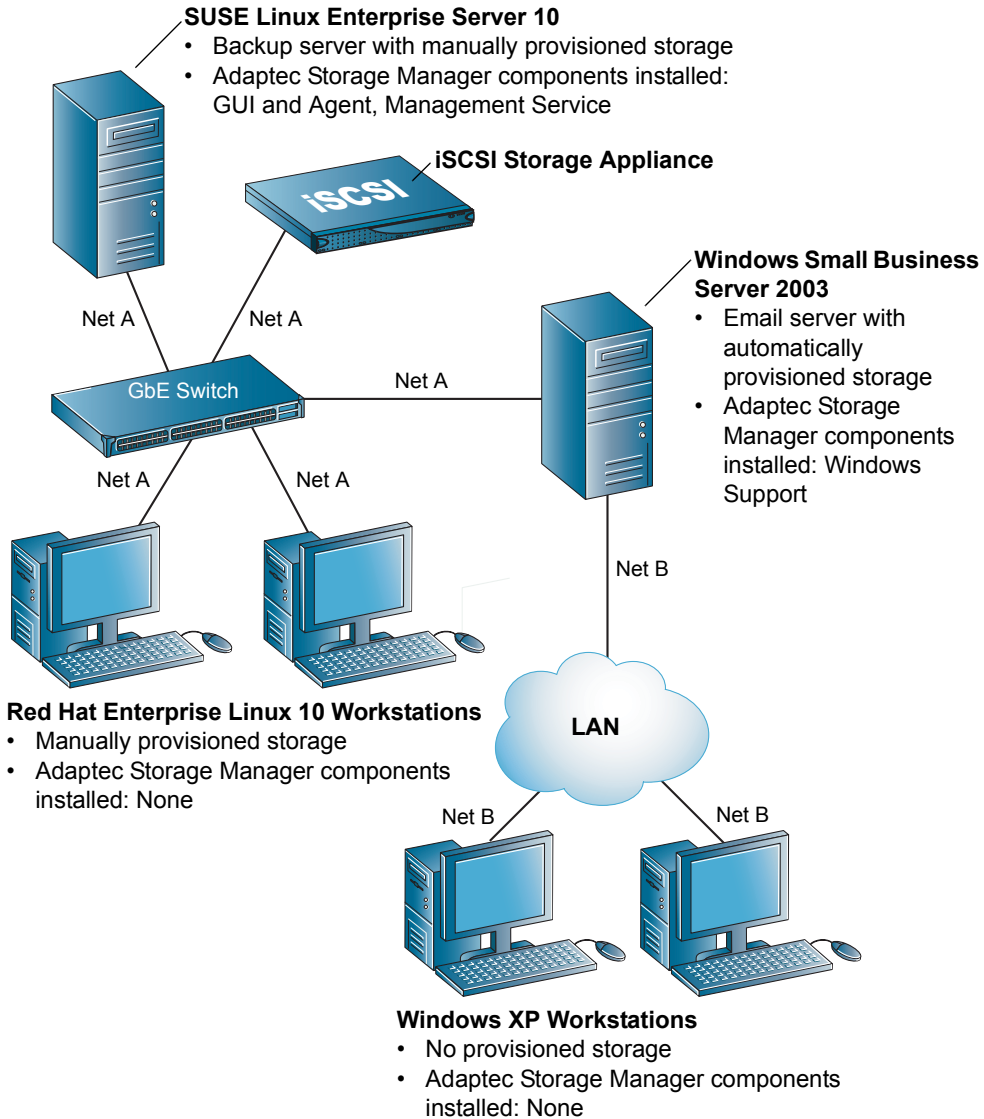 SUSE Linux Enterprise Server 10
• Backup server with manually provisioned storage
• Adaptec Storage Manager components installed:
GUI and Agent, Management Service
iSCSI Storage Appliance
iSCSI
Windows Small Business
Server 2003
• Email server with
automatically
provisioned storage
• Adaptec Storage
Manager components
installed: Windows
Support
Net A
Net A
GbE Switch
Net A
Net A
Net A
Net B
Red Hat Enterprise Linux 10 Workstations
• Manually provisioned storage
• Adaptec Storage Manager components
installed: None
LAN
Net B
Net B
Windows XP Workstations
• No provisioned storage
• Adaptec Storage Manager components
installed: None